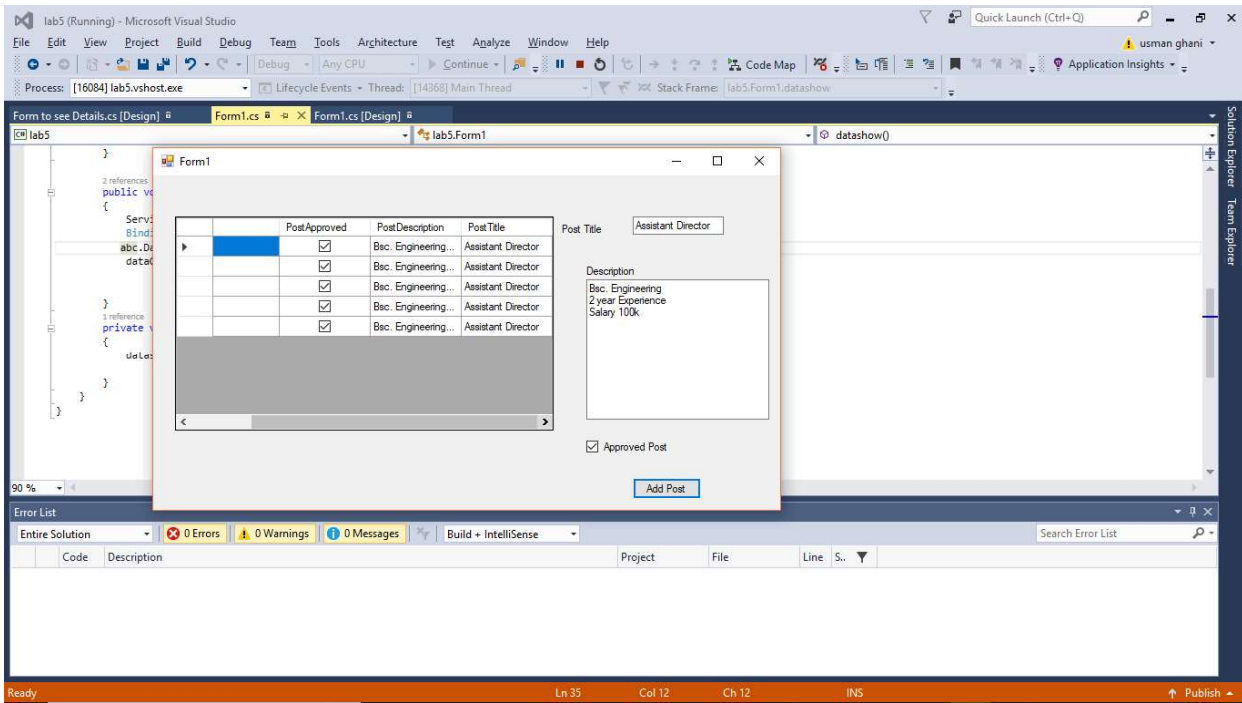 lab5 (Running) - Microsoft Visual Studio
Quick Launch (Ctrl+Q)
File Edit View Project Build Debug Team Tools Architecture Test Analyze Window Help
usman ghani
Debug Any CPU Continue Code Map Application Insights
Process: [16084] lab5.vshost.exe Lifecycle Events Thread: [14368] Main Thread Stack Frame: lab5.Form1.datashow
Form to see Details.cs [Design] Form1.cs Form1.cs [Design]
Solution Explorer
Team Explorer
C# lab5 lab5.Form1 datashow()
}
2 references
public
{
abc.
}
1 reference
private
{
}
}
}
Form1
PostApproved PostDescription PostTitle
Bsc. Engineering... Assistant Director
Bsc. Engineering... Assistant Director
Bsc. Engineering... Assistant Director
Bsc. Engineering... Assistant Director
Bsc. Engineering... Assistant Director
Post Title Assistant Director
Description
Bsc. Engineering
2 year Experience
Salary 100k
Approved Post
Add Post
90 %
Error List
Entire Solution 0 Errors 0 Warnings 0 Messages Build + IntelliSense Search Error List
Code Description Project File Line S..
Ready Ln 35 Col 12 Ch 12 INS Publish